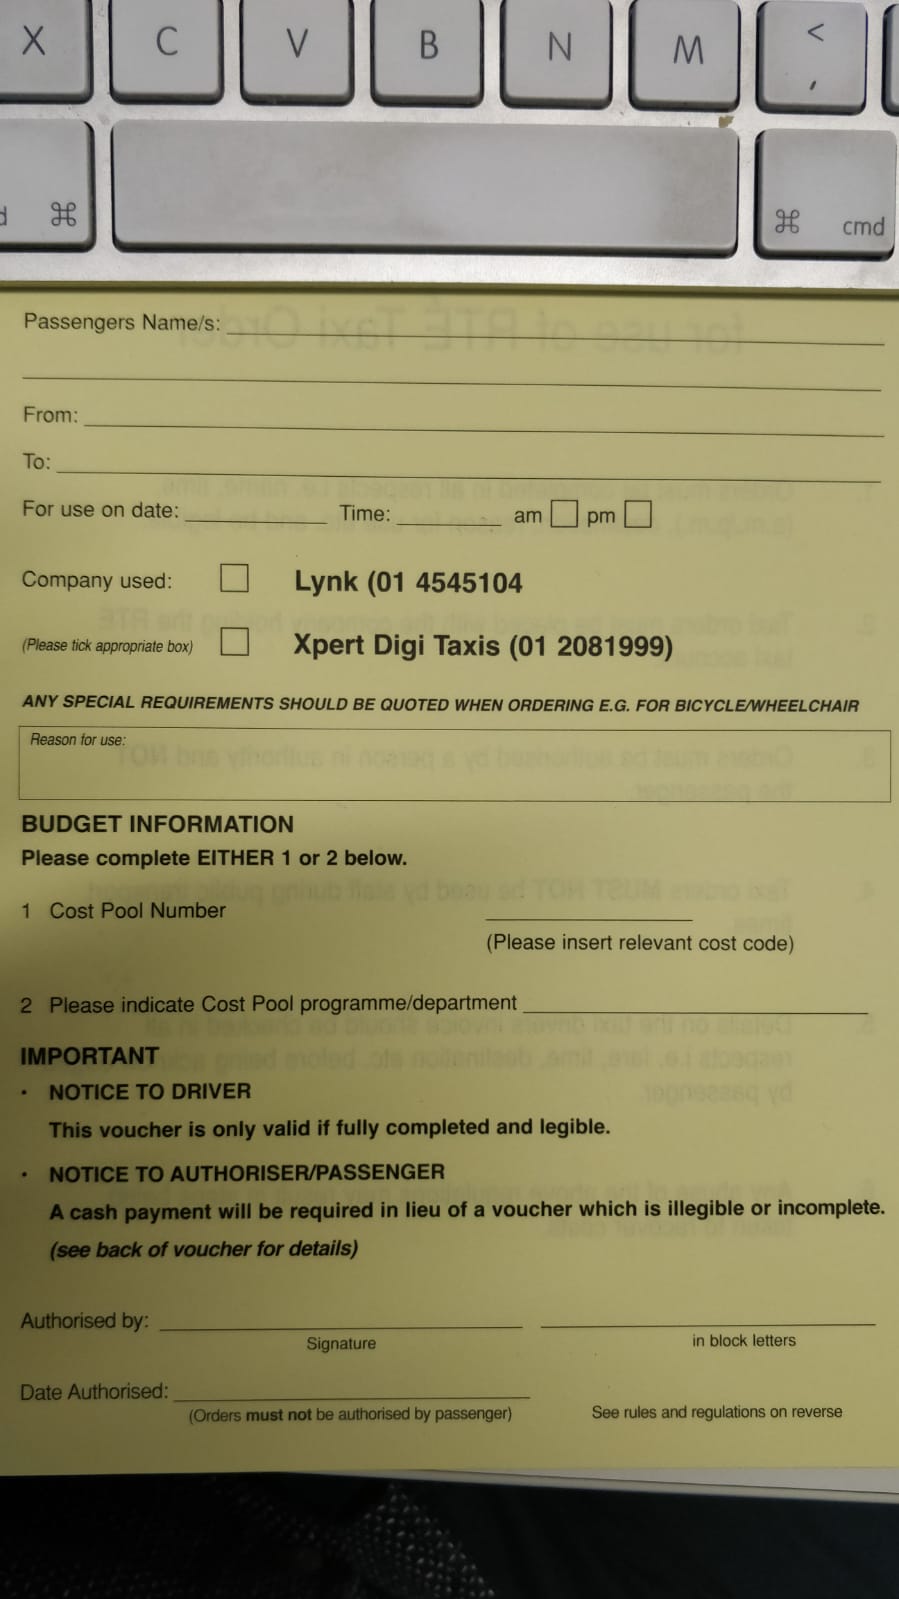 X C V B N M <
,
d ⌘ ⌘ cmd
for use of RTÉ Taxi Order
Passengers Name/s:
From:
To:
For use on date: Time: am pm
Company used: Lynk (01 4545104
(Please tick appropriate box) Xpert Digi Taxis (01 2081999)
ANY SPECIAL REQUIREMENTS SHOULD BE QUOTED WHEN ORDERING E.G. FOR BICYCLE/WHEELCHAIR
Reason for use:
BUDGET INFORMATION
Please complete EITHER 1 or 2 below.
1 Cost Pool Number
(Please insert relevant cost code)
2 Please indicate Cost Pool programme/department
IMPORTANT
· NOTICE TO DRIVER
This voucher is only valid if fully completed and legible.
· NOTICE TO AUTHORISER/PASSENGER
A cash payment will be required in lieu of a voucher which is illegible or incomplete.
(see back of voucher for details)
Authorised by:
Signature in block letters
Date Authorised:
(Orders must not be authorised by passenger) See rules and regulations on reverse